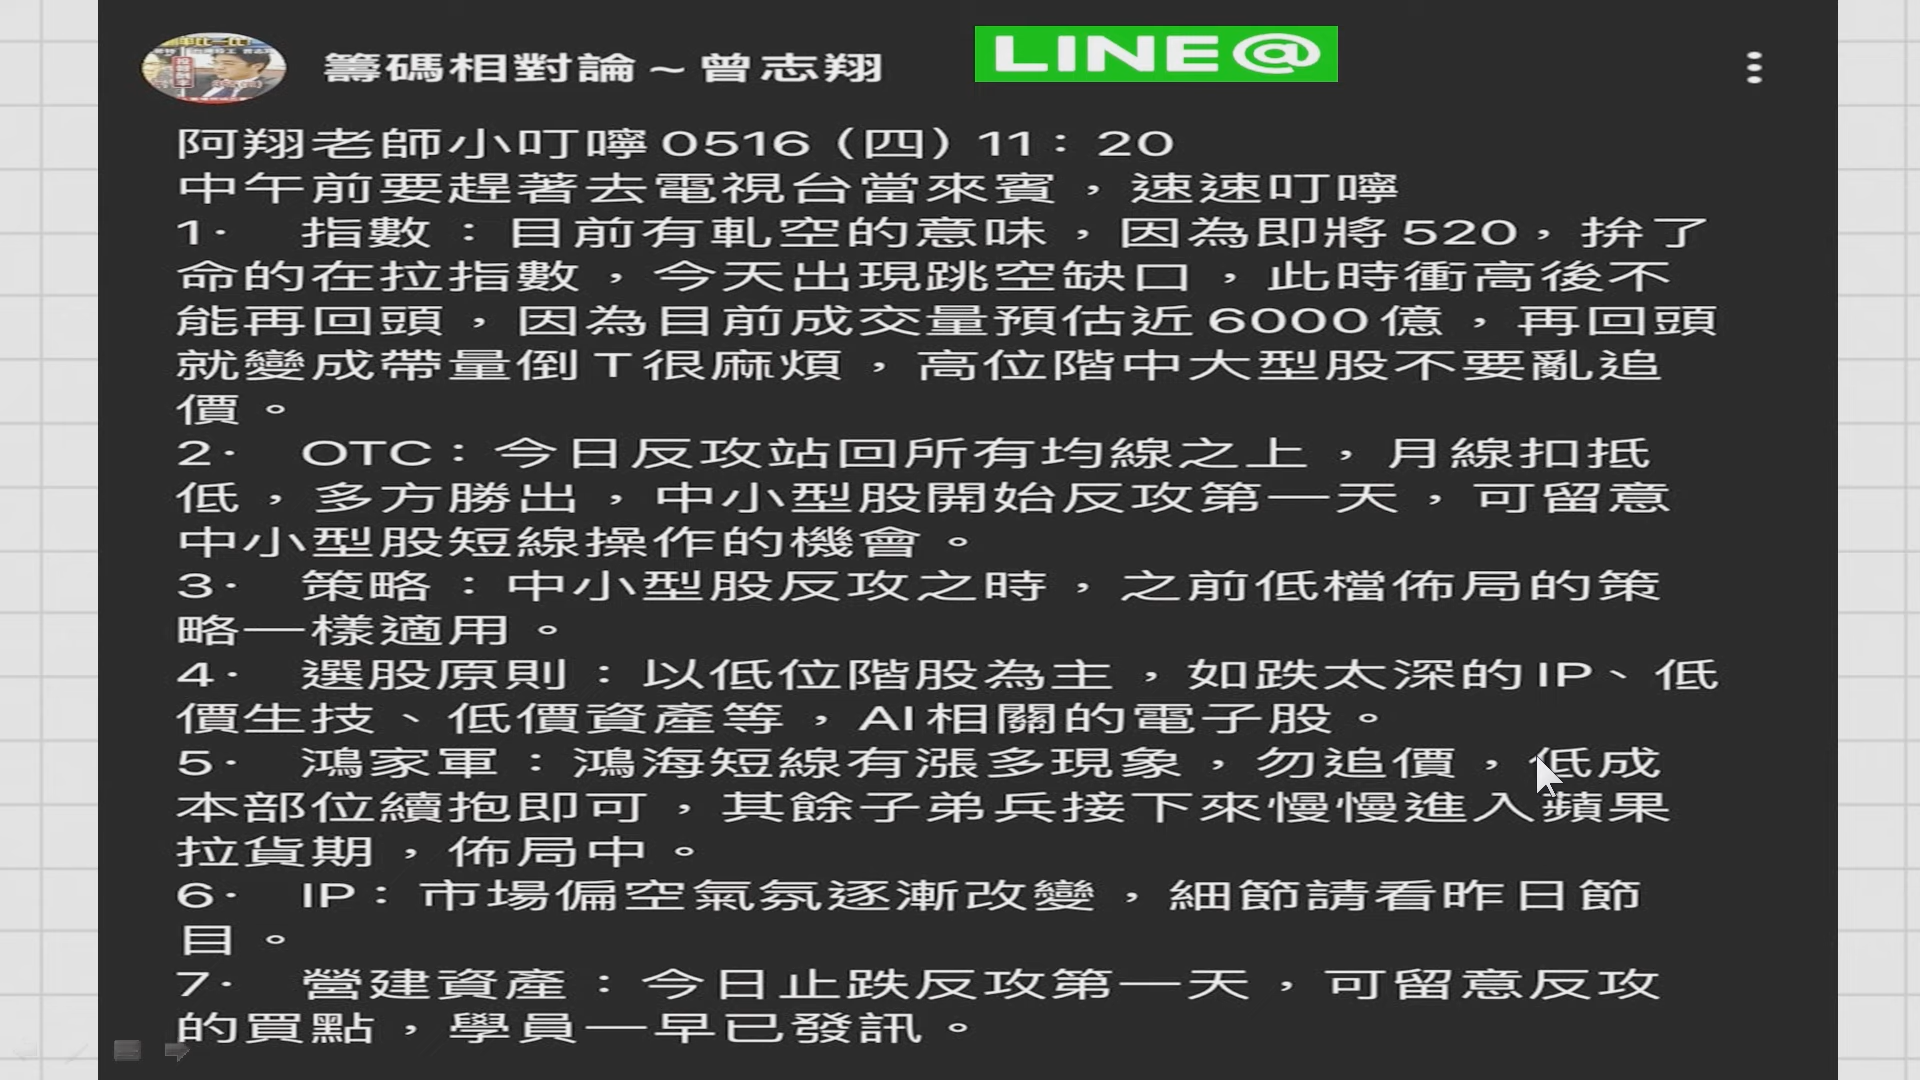 籌碼相對論～曾志翔
LINE@
阿翔老師小叮嚀0516（四）11：20
中午前要趕著去電視台當來賓，速速叮嚀
1. 指數：目前有軋空的意味，因為即將520，拚了
命的在拉指數，今天出現跳空缺口，此時衝高後不
能再回頭，因為目前成交量預估近6000億，再回頭
就變成帶量倒T很麻煩，高位階中大型股不要亂追
價。
2. OTC：今日反攻站回所有均線之上，月線扣抵
低，多方勝出，中小型股開始反攻第一天，可留意
中小型股短線操作的機會。
3. 策略：中小型股反攻之時，之前低檔佈局的策
略一樣適用。
4. 選股原則：以低位階股為主，如跌太深的IP、低
價生技、低價資產等，AI相關的電子股。
5. 鴻家軍：鴻海短線有漲多現象，勿追價，低成
本部位續抱即可，其餘子弟兵接下來慢慢進入蘋果
拉貨期，佈局中。
6. IP：市場偏空氣氛逐漸改變，細節請看昨日節
目。
7. 營建資產：今日止跌反攻第一天，可留意反攻
的買點，學員一早已發訊。